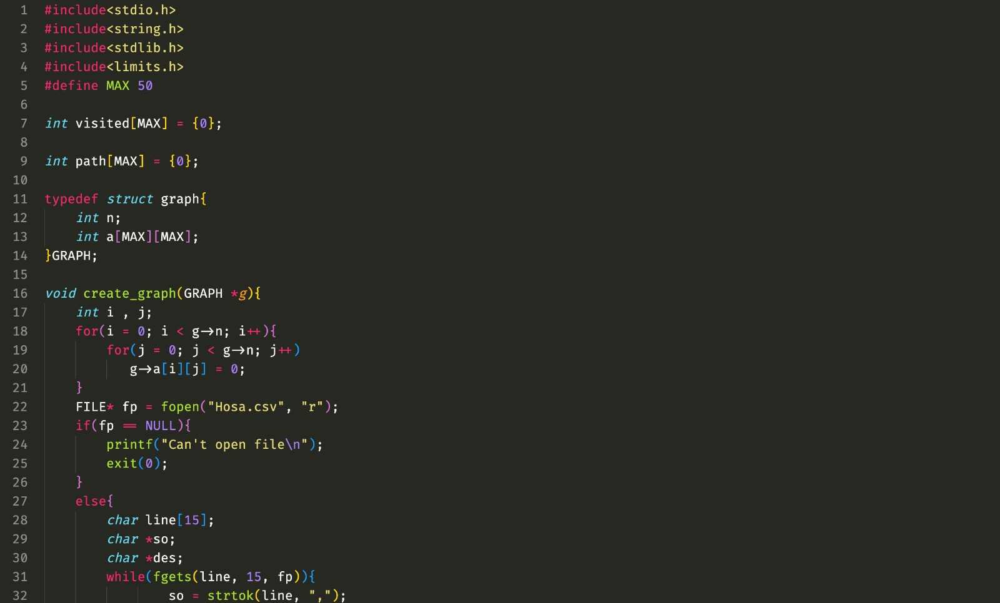 1 #include<stdio.h>
2 #include<string.h>
3 #include<stdlib.h>
4 #include<limits.h>
5 #define MAX 50
6
7 int visited[MAX] = {0};
8
9 int path[MAX] = {0};
10
11 typedef struct graph{
12     int n;
13     int a[MAX][MAX];
14 }GRAPH;
15
16 void create_graph(GRAPH *g){
17     int i , j;
18     for(i = 0; i < g->n; i++){
19         for(j = 0; j < g->n; j++)
20            g->a[i][j] = 0;
21     }
22     FILE* fp = fopen("Hosa.csv", "r");
23     if(fp == NULL){
24         printf("Can't open file\n");
25         exit(0);
26     }
27     else{
28         char line[15];
29         char *so;
30         char *des;
31         while(fgets(line, 15, fp)){
32                 so = strtok(line, ",");